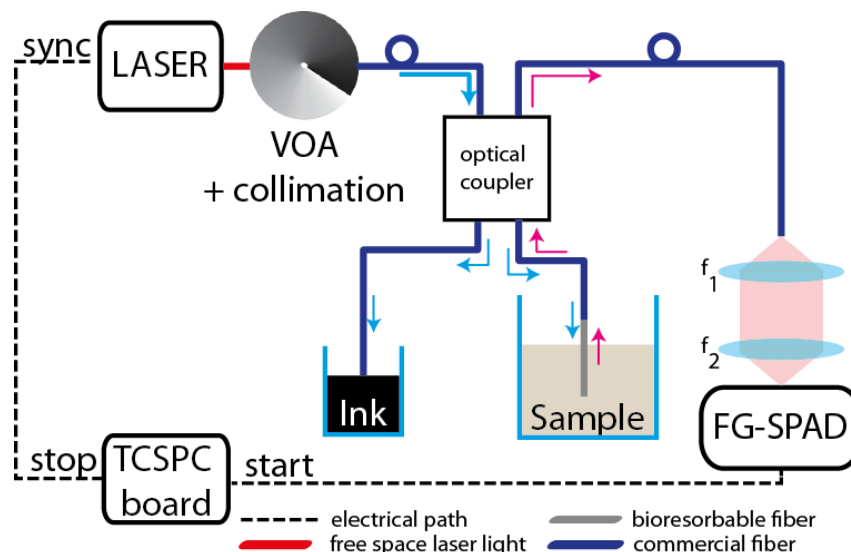 sync
LASER
VOA
+ collimation
optical
coupler
f1
f2
Ink
Sample
FG-SPAD
stop
TCSPC
board
start
electrical path
free space laser light
bioresorbable fiber
commercial fiber